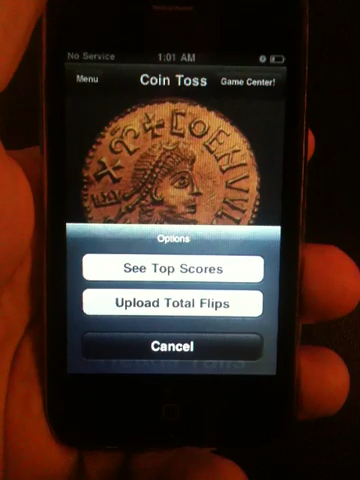 No Service 1:01 AM
Menu Coin Toss Game Center!
Options
See Top Scores
Upload Total Flips
Cancel